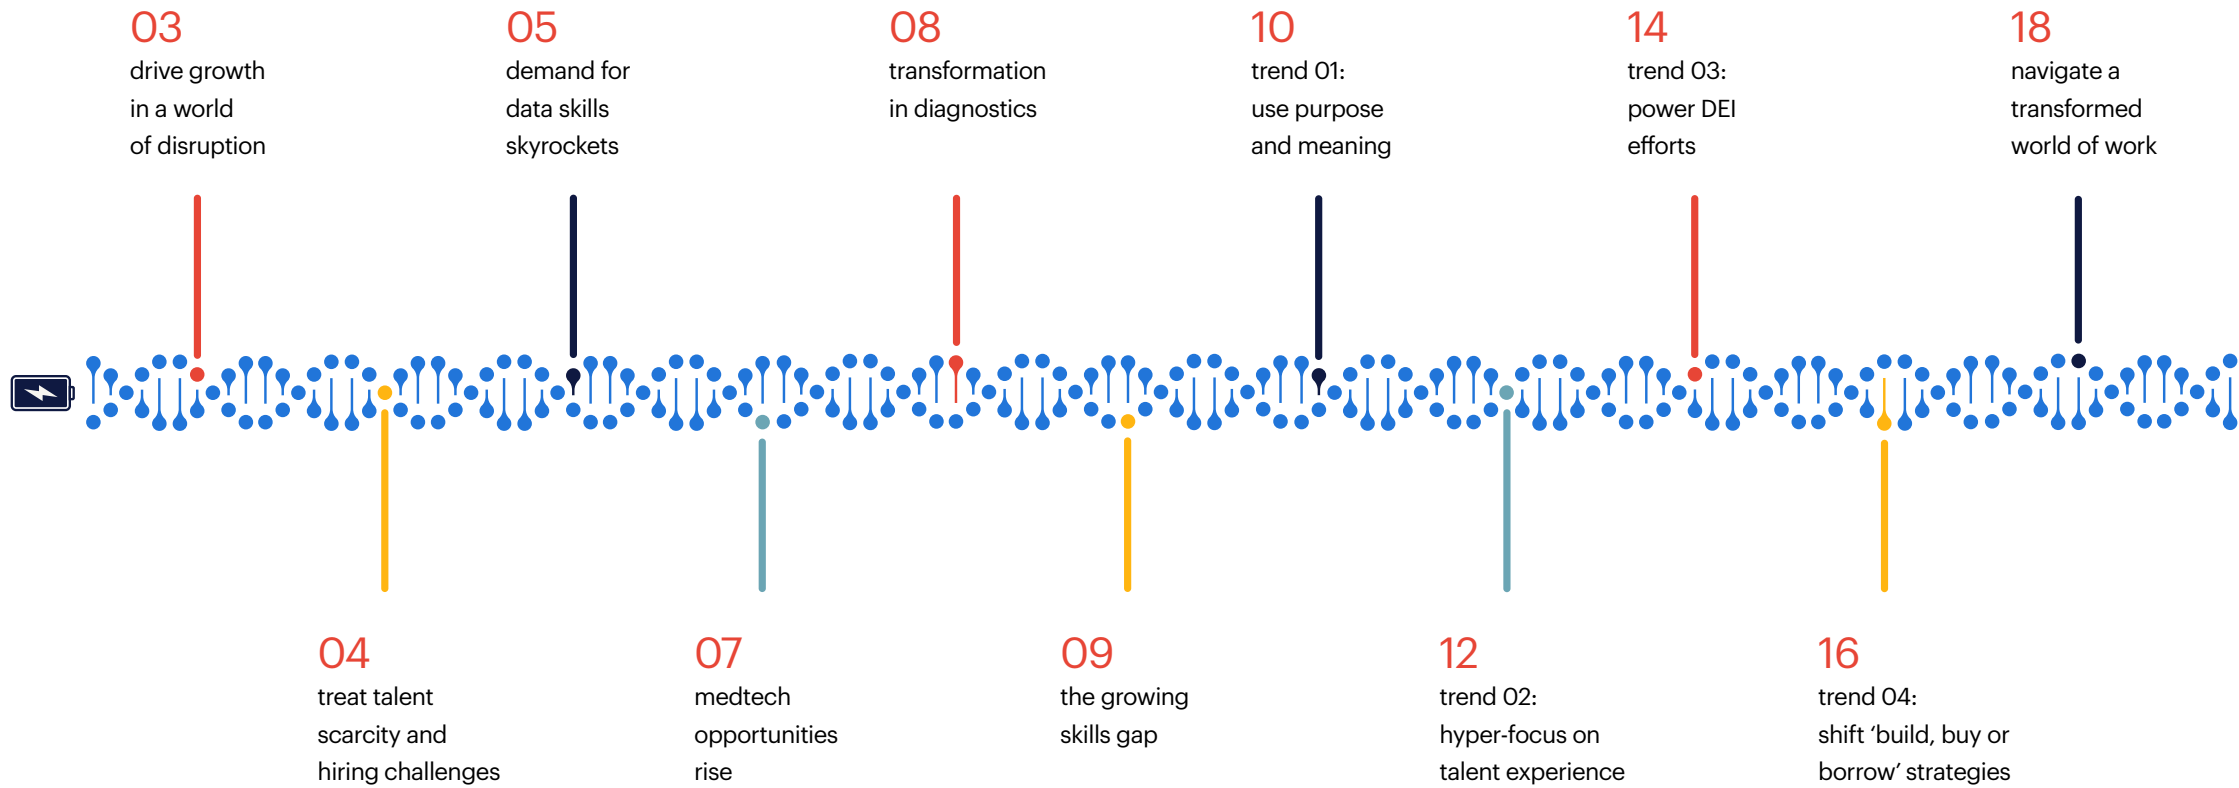 03
drive growth
in a world
of disruption
05
demand for
data skills
skyrockets
08
transformation
in diagnostics
10
trend 01:
use purpose
and meaning
14
trend 03:
power DEI
efforts
18
navigate a
transformed
world of work
04
treat talent
scarcity and
hiring challenges
07
medtech
opportunities
rise
09
the growing
skills gap
12
trend 02:
hyper-focus on
talent experience
16
trend 04:
shift ‘build, buy or
borrow’ strategies